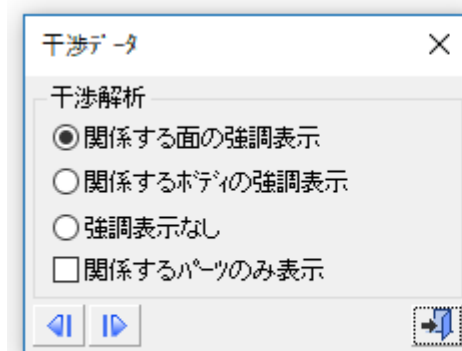 干渉ﾃﾞｰﾀ
干渉解析
関係する面の強調表示
関係するﾎﾞﾃﾞｨの強調表示
強調表示なし
関係するﾊﾟｰﾂのみ表示